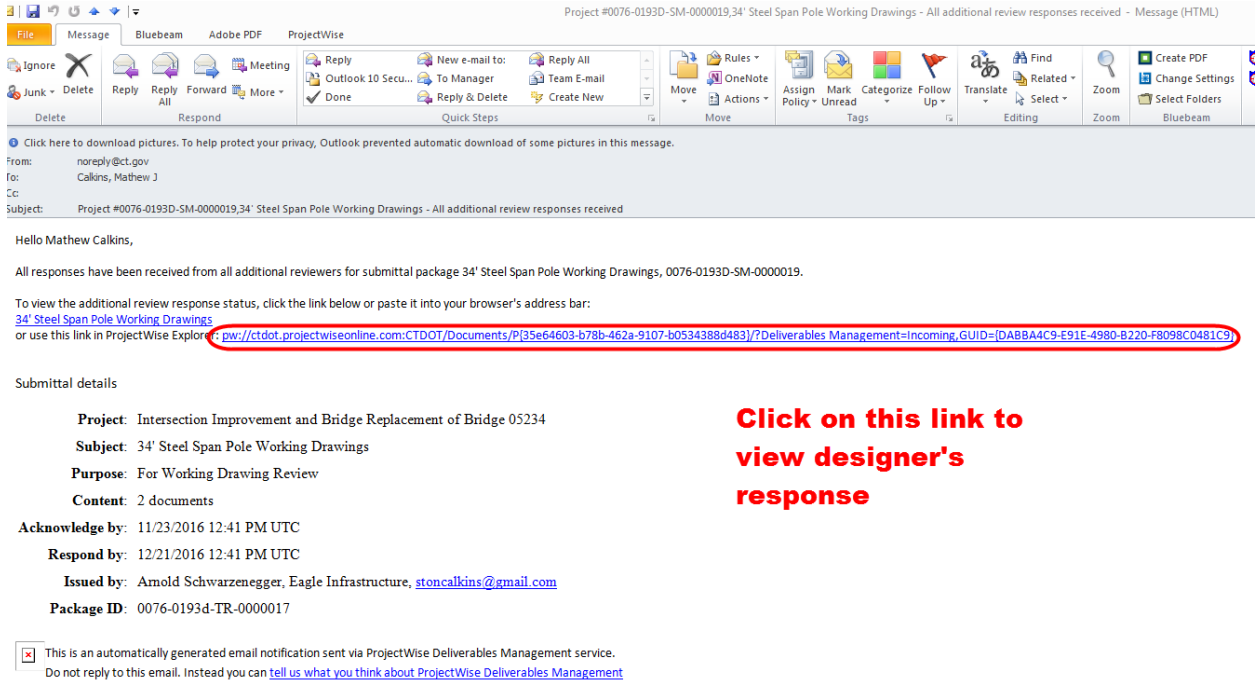 Project #0076-0193D-SM-0000019,34' Steel Span Pole Working Drawings - All additional review responses received - Message (HTML)
File Message Bluebeam Adobe PDF ProjectWise
Ignore
Junk
Delete
Delete
Reply
Reply All
Forward
Meeting
More
Respond
Reply
Outlook 10 Secu...
Done
New e-mail to:
To Manager
Reply & Delete
Reply All
Team E-mail
Create New
Quick Steps
Move
Rules
OneNote
Actions
Move
Assign Policy
Mark Unread
Categorize
Follow Up
Tags
Translate
Find
Related
Select
Editing
Zoom
Zoom
Create PDF
Change Settings
Select Folders
Bluebeam
Click here to download pictures. To help protect your privacy, Outlook prevented automatic download of some pictures in this message.
From: noreply@ct.gov
To: Calkins, Mathew J
Cc:
Subject: Project #0076-0193D-SM-0000019,34' Steel Span Pole Working Drawings - All additional review responses received
Hello Mathew Calkins,
All responses have been received from all additional reviewers for submittal package 34' Steel Span Pole Working Drawings, 0076-0193D-SM-0000019.
To view the additional review response status, click the link below or paste it into your browser's address bar:
34' Steel Span Pole Working Drawings
or use this link in ProjectWise Explorer: pw://ctdot.projectwiseonline.com:CTDOT/Documents/P{35e64603-b78b-462a-9107-b0534388d483}/?Deliverables Management=Incoming,GUID={DABBA4C9-E91E-4980-B220-F8098C0481C9}
Submittal details
Project: Intersection Improvement and Bridge Replacement of Bridge 05234
Subject: 34' Steel Span Pole Working Drawings
Purpose: For Working Drawing Review
Content: 2 documents
Acknowledge by: 11/23/2016 12:41 PM UTC
Respond by: 12/21/2016 12:41 PM UTC
Issued by: Arnold Schwarzenegger, Eagle Infrastructure, stoncalkins@gmail.com
Package ID: 0076-0193d-TR-0000017
Click on this link to
view designer's
response
This is an automatically generated email notification sent via ProjectWise Deliverables Management service.
Do not reply to this email. Instead you can tell us what you think about ProjectWise Deliverables Management